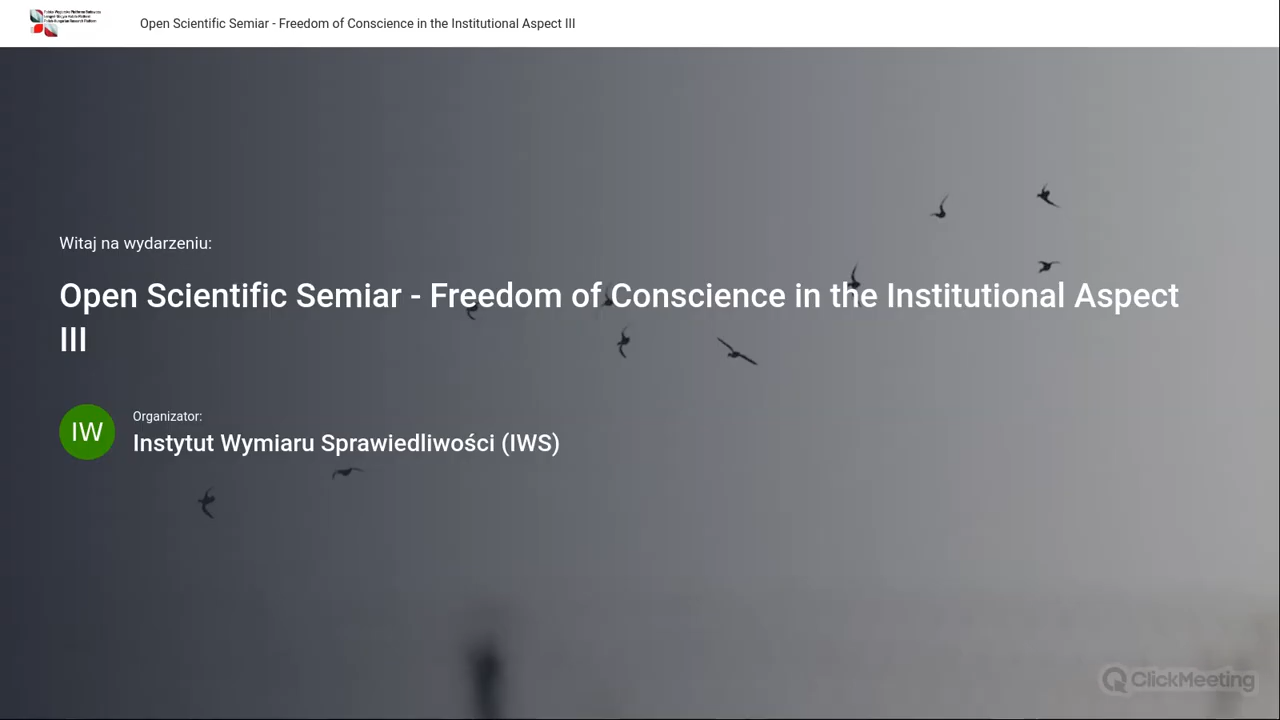 Open Scientific Semiar - Freedom of Conscience in the Institutional Aspect III
Witaj na wydarzeniu:
Open Scientific Semiar - Freedom of Conscience in the Institutional Aspect
III
IW
Organizator:
Instytut Wymiaru Sprawiedliwości (IWS)
ClickMeeting